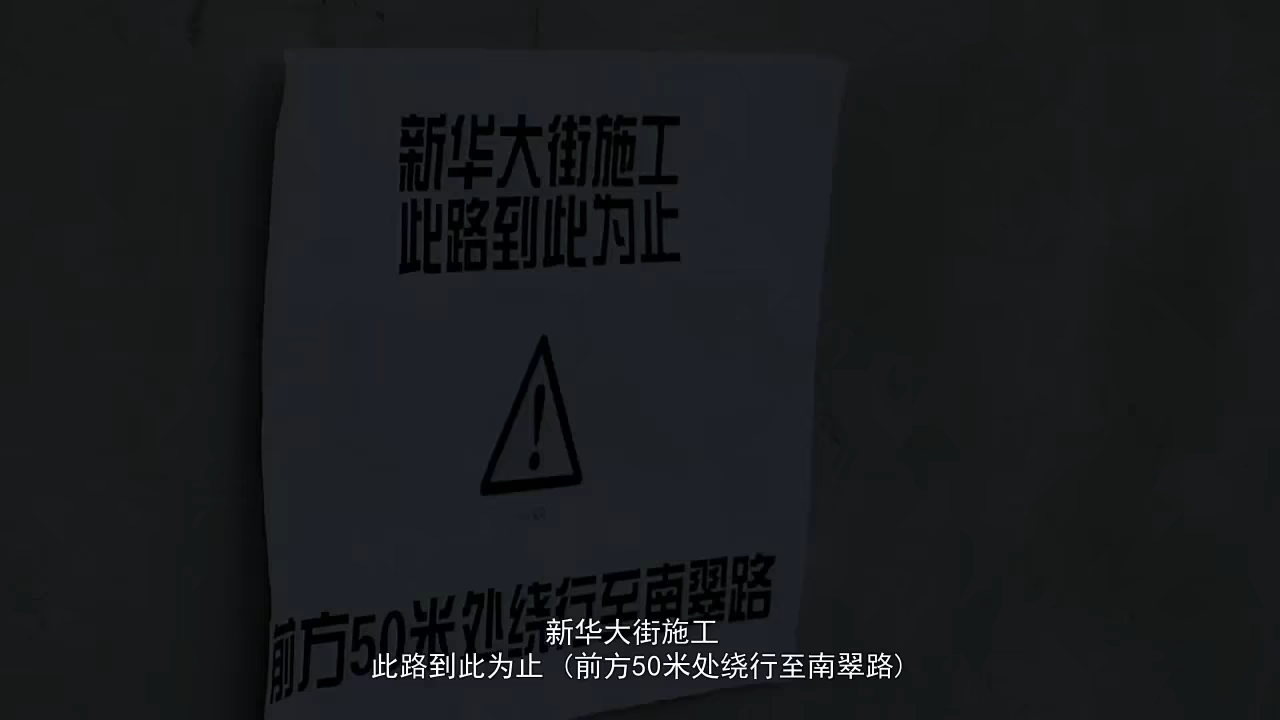 新华大街施工
此路到此为止
前方50米处绕行至南翠路
新华大街施工
此路到此为止（前方50米处绕行至南翠路）